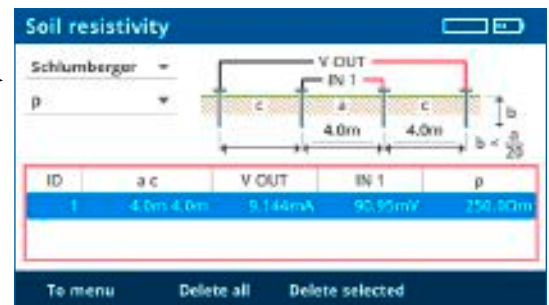 Soil resistivity
Schlumberger
V OUT
IN 1
ρ
c a c
4.0m 4.0m
ID a c V OUT IN 1 ρ
1 4.0m 4.0m 9.144mA 90.95mV 250.0Ωm
To menu Delete all Delete selected